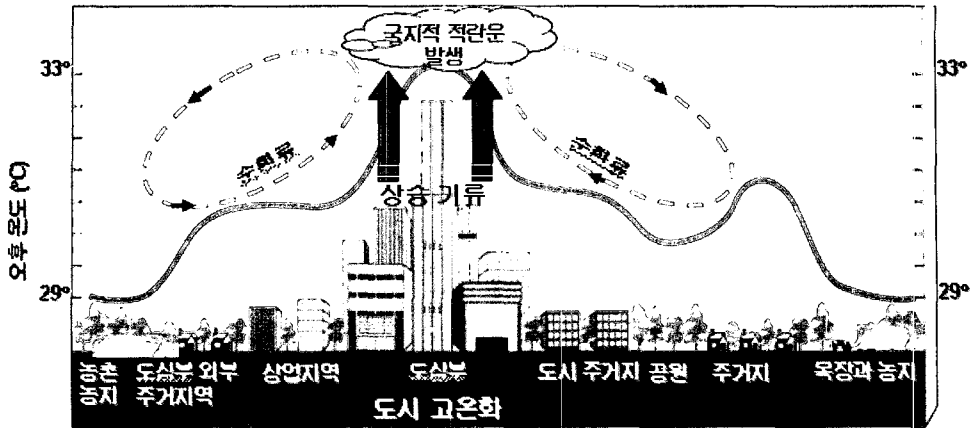 국지적 적란운
발생
33°
33°
순환류
순환류
상승 기류
오후 온도 (℃)
29°
29°
농촌 도심부 외부 상업지역 도심부 도시 주거지 공원 주거지 목장과 농지
농지 주거지역
도시 고온화